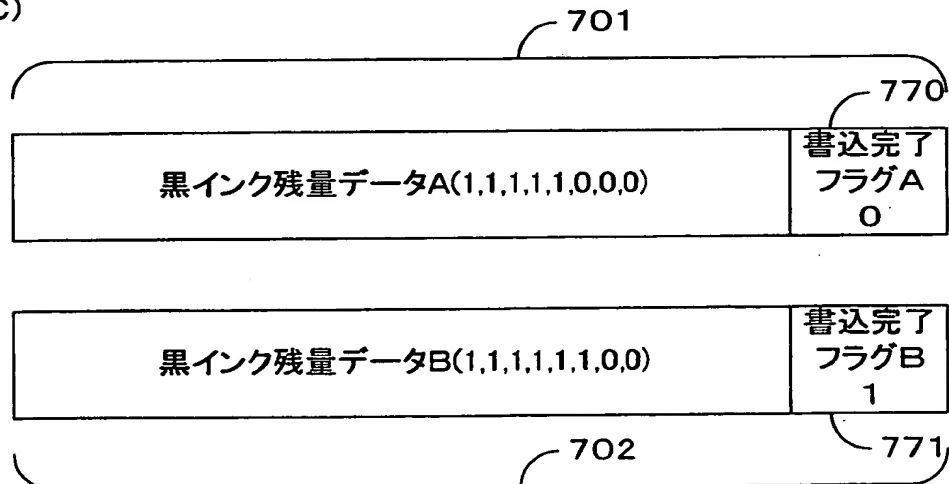 c)
701
770
黒インク残量データA(1,1,1,1,1,0,0,0)
書込完了
フラグA
0
黒インク残量データB(1,1,1,1,1,1,0,0)
書込完了
フラグB
1
702
771